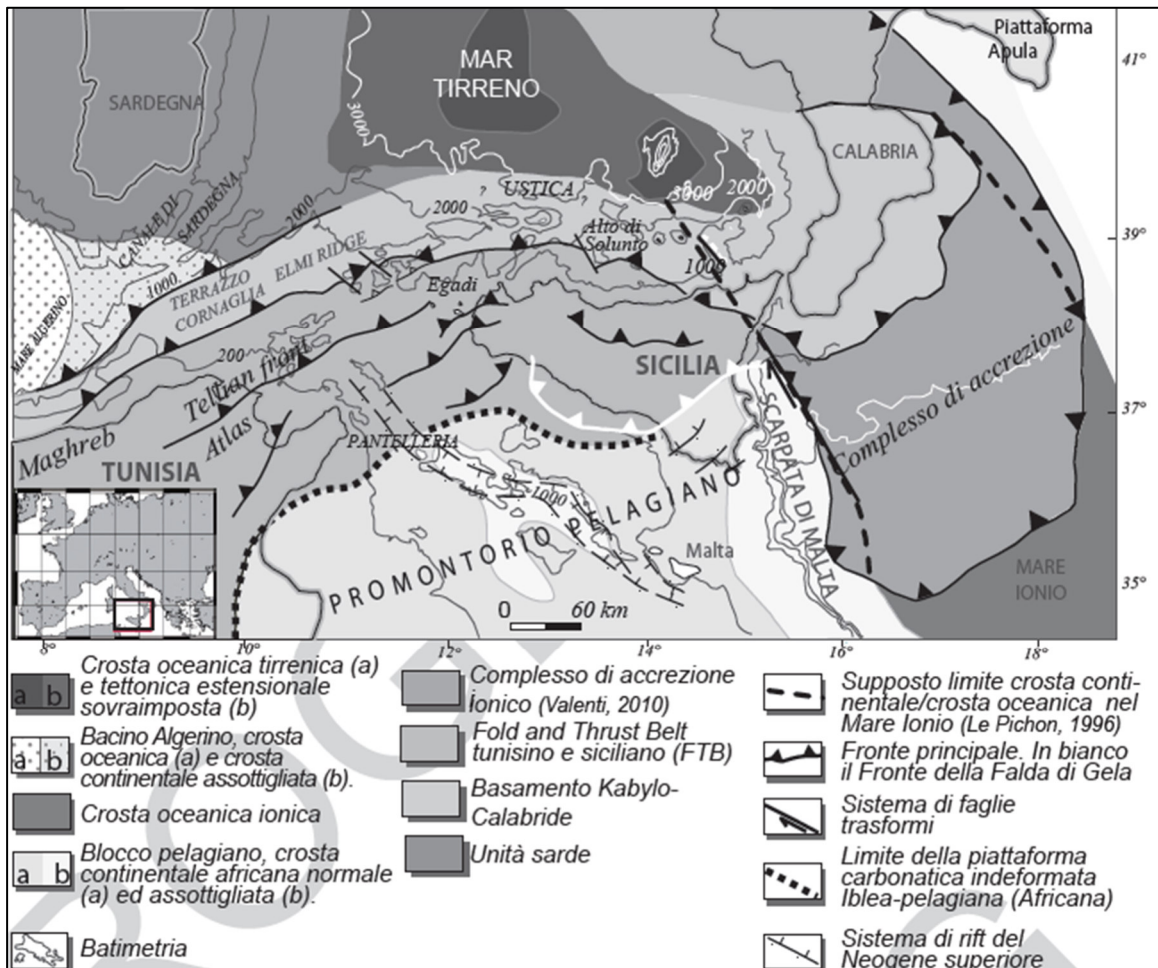 MAR
TIRRENO
Piattaforma
Apula
41°
SARDEGNA
3000
CALABRIA
CANALE DI
SARDEGNA
2000
?
USTICA
?
2000
3000
2000
Alto di
Solunto
39°
1000
1000
TERRAZZO
CORNAGLIA
ELMI RIDGE
Egadi
MARE ALGERINO
200
Tellian front
SICILIA
Complesso di accrezione
37°
Maghreb
Atlas
TUNISIA
PANTELLERIA
1000
SCARPATA DI MALTA
PROMONTORIO PELAGIANO
Malta
MARE
IONIO
35°
0 60 km
8° 10° 12° 14° 16° 18°
a b
Crosta oceanica tirrenica (a)
e tettonica estensionale
sovraimposta (b)
a b
Bacino Algerino, crosta
oceanica (a) e crosta
continentale assottigliata (b).
Crosta oceanica ionica
a b
Blocco pelagiano, crosta
continentale africana normale
(a) ed assottigliata (b).
Batimetria
Complesso di accrezione
Ionico (Valenti, 2010)
Fold and Thrust Belt
tunisino e siciliano (FTB)
Basamento Kabylo-
Calabride
Unità sarde
Supposto limite crosta conti-
nentale/crosta oceanica nel
Mare Ionio (Le Pichon, 1996)
Fronte principale. In bianco
il Fronte della Falda di Gela
Sistema di faglie
trasformi
Limite della piattaforma
carbonatica indeformata
Iblea-pelagiana (Africana)
Sistema di rift del
Neogene superiore